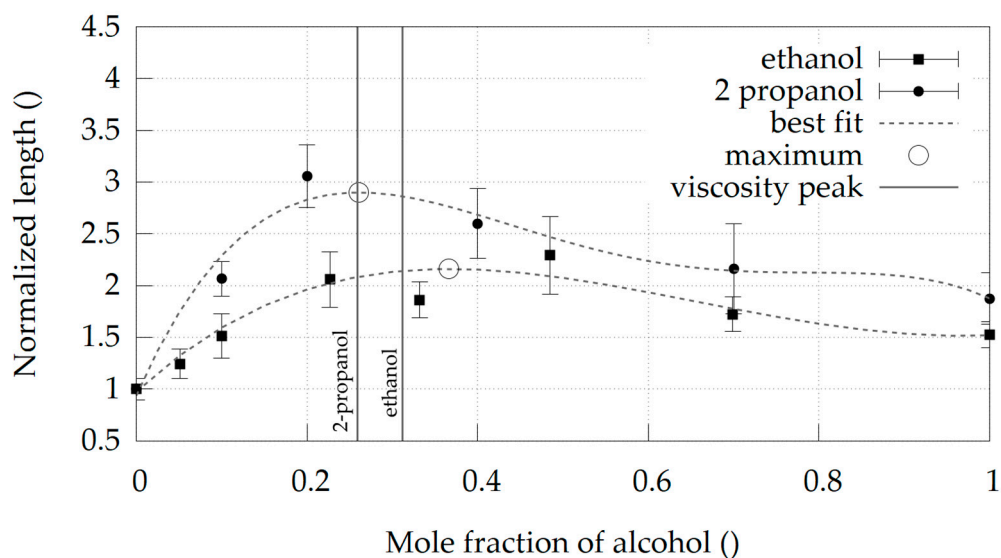 4.5
4
3.5
3
2.5
2
1.5
1
0.5
Normalized length ()
ethanol
2 propanol
best fit
maximum
viscosity peak
2-propanol
ethanol
0
0.2
0.4
0.6
0.8
1
Mole fraction of alcohol ()